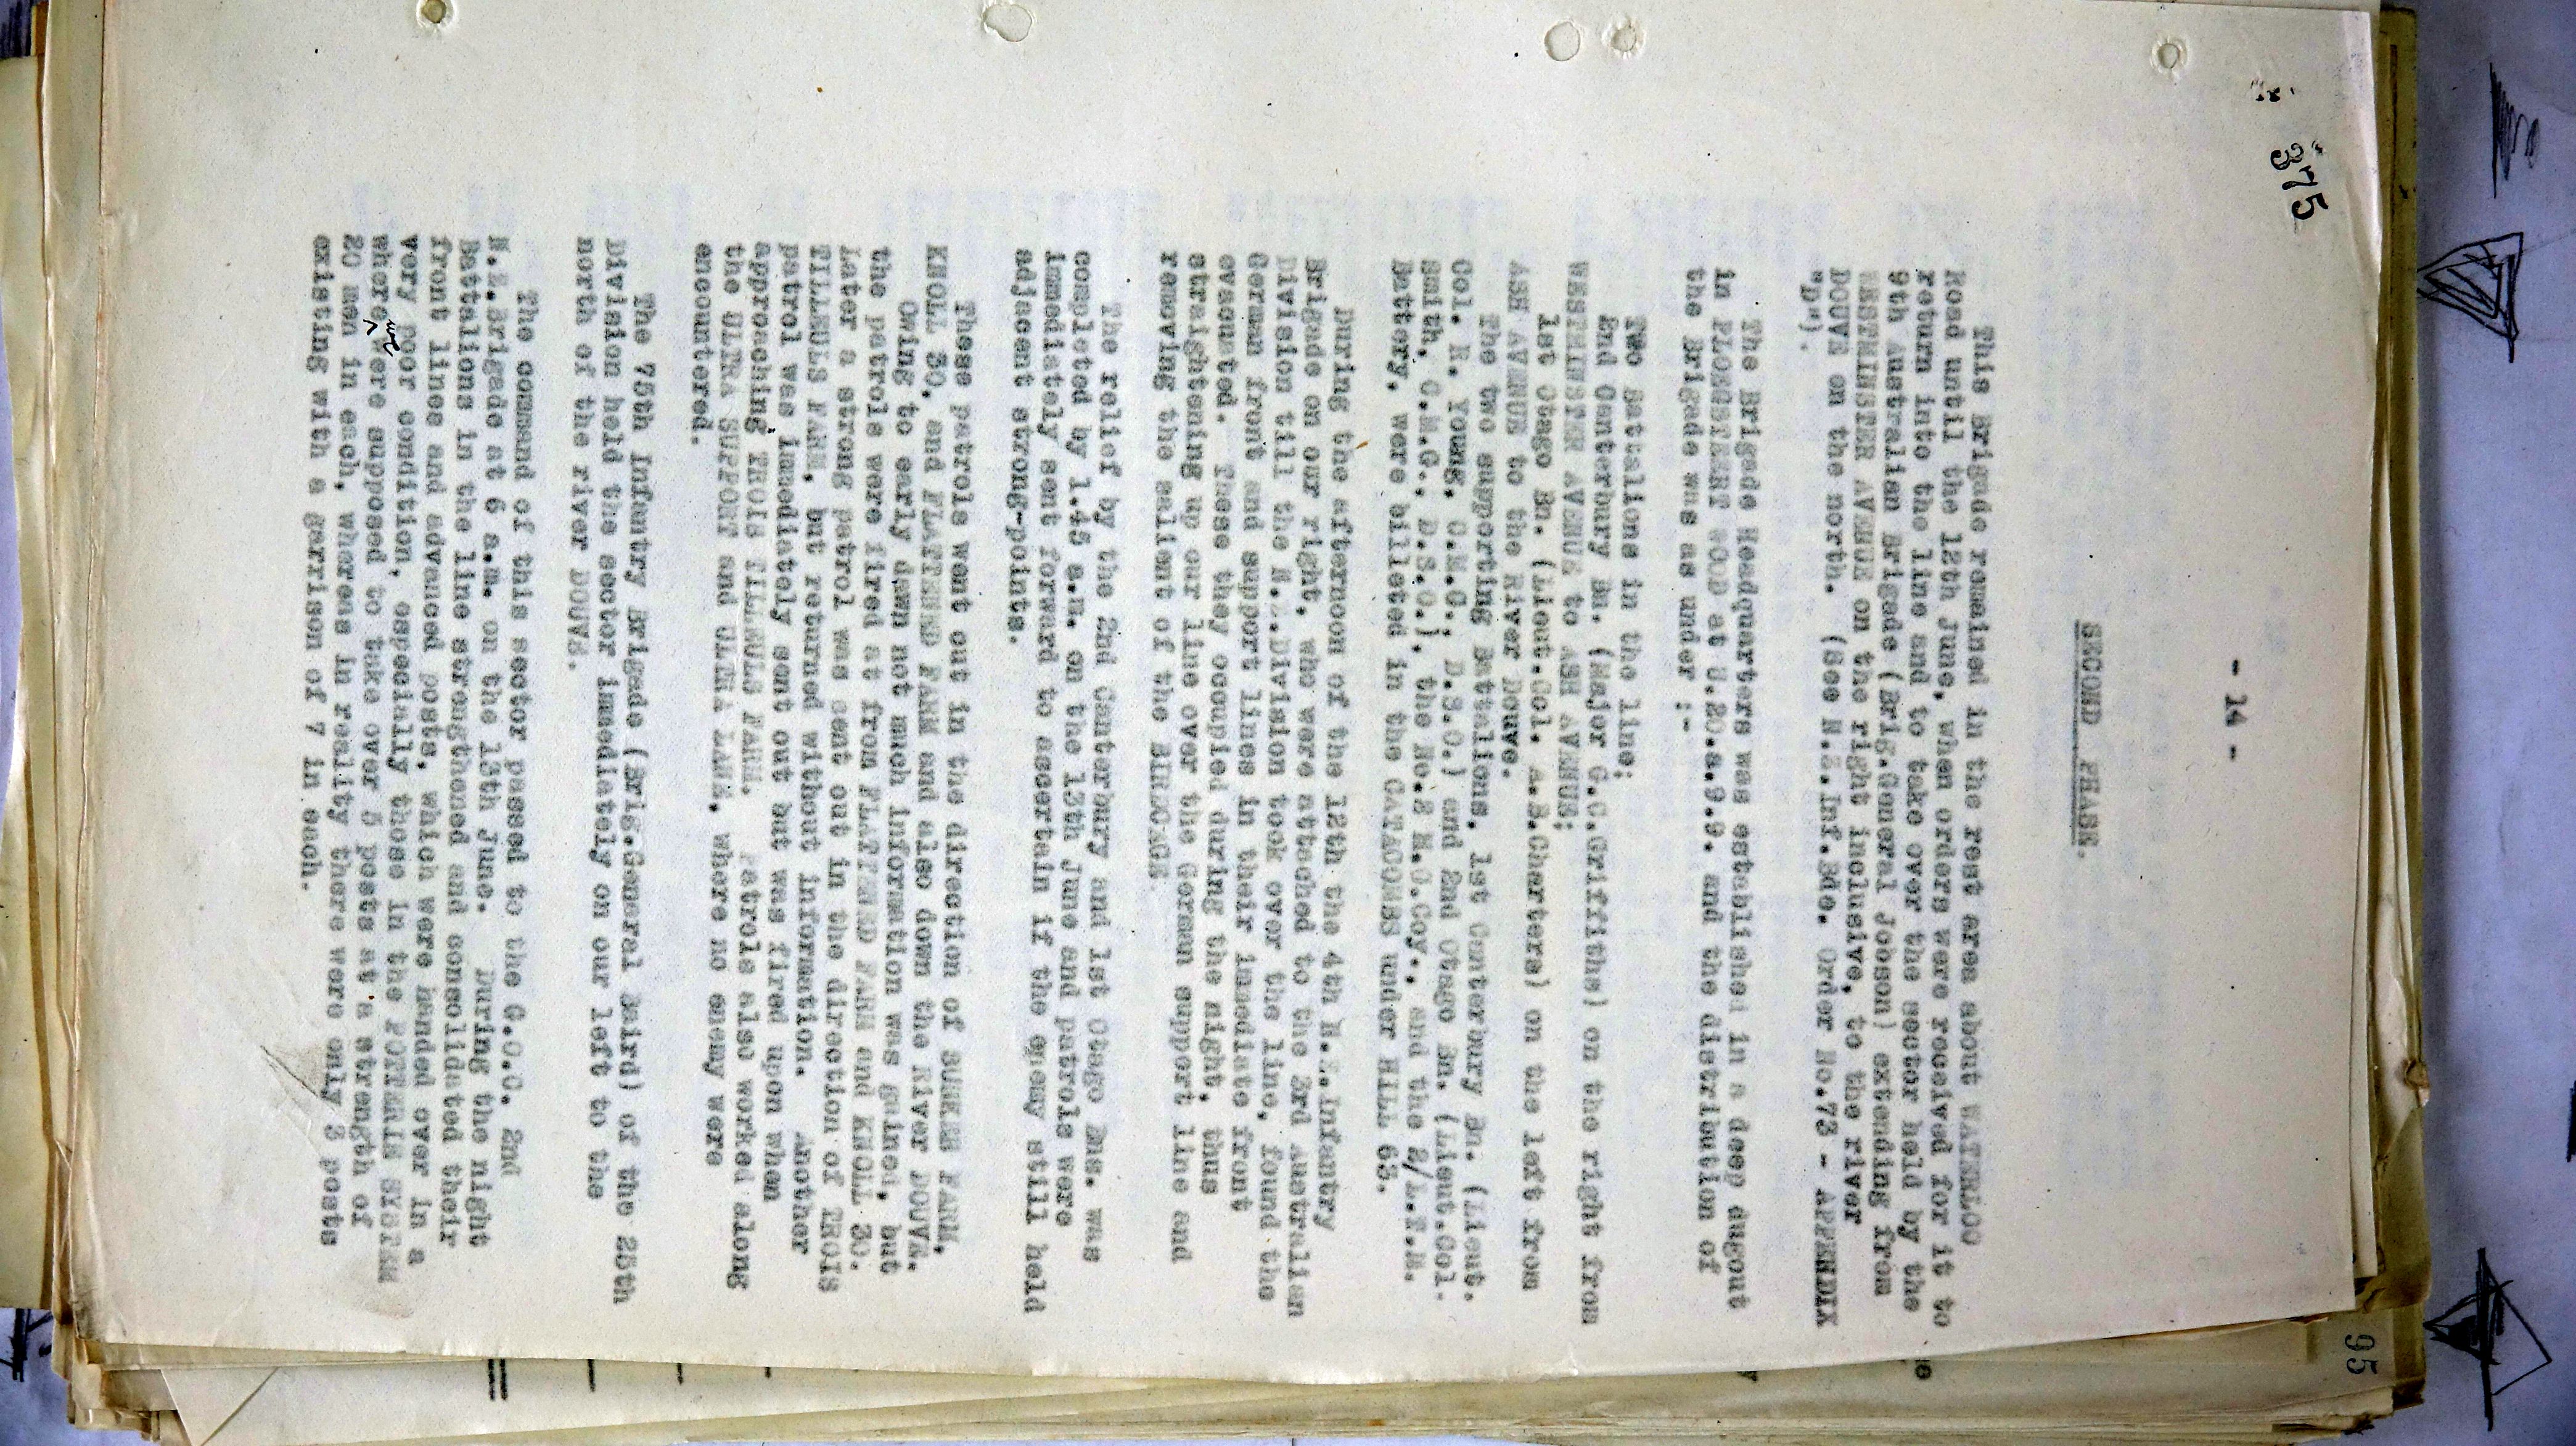 375
- 14 -
SECOND PHASE.
This Brigade remained in the rest area about WATERLOO
Road until the 12th June, when orders were received for it to
return into the line and to take over the sector held by the
9th Australian Brigade (Brig.General Jobson) extending from
WESTMINSTER AVENUE on the right inclusive, to the river
DOUVE on the north. (See N.Z.Inf.Bde. Order No.73 - APPENDIX
"D").
The Brigade Headquarters was established in a deep dugout
in PLOEGSTEERT WOOD at U.20.a.9.9. and the distribution of
the Brigade was as under :-
Two Battalions in the line;
2nd Canterbury Bn. (Major G.C.Griffiths) on the right from
WESTMINSTER AVENUE to ASH AVENUE;
1st Otago Bn. (Lieut.Col. A.B.Charters) on the left from
ASH AVENUE to the River Douve.
The two supporting Battalions, 1st Canterbury Bn. (Lieut.
Col. R. Young, C.M.G., D.S.O.) and 2nd Otago Bn. (Lieut.Col.
Smith, C.M.G., D.S.O.), the No.2 M.G.Coy., and the 2/L.T.M.
Battery, were billeted in the CATACOMBS under HILL 63.
During the afternoon of the 12th the 4th N.Z.Infantry
Brigade on our right, who were attached to the 3rd Australian
Division till the N.Z.Division took over the line, found the
German front and support lines in their immediate front
evacuated. These they occupied during the night, thus
straightening up our line over the German support line and
removing the salient of the BIRDCAGE.
The relief by the 2nd Canterbury and 1st Otago Bns. was
completed by 1.45 a.m. on the 13th June and patrols were
immediately sent forward to ascertain if the enemy still held
adjacent strong-points.
These patrols went out in the direction of SUNKEN FARM,
KNOLL 30, and FLATTENED FARM and also down the River DOUVE.
Owing to early dawn not much information was gained, but
the patrols were fired at from FLATTENED FARM and KNOLL 30.
Later a strong patrol was sent out in the direction of TROIS
TILLEULS FARM, but returned without information. Another
patrol was immediately sent out but was fired upon when
approaching TROIS TILLEULS FARM. Patrols also worked along
the ULTRA SUPPORT and ULTRA LANE, where no enemy were
encountered.
The 75th Infantry Brigade (Brig.General Baird) of the 25th
Division held the sector immediately on our left to the
north of the river DOUVE.
The command of this sector passed to the G.O.C. 2nd
N.Z.Brigade at 6 a.m. on the 13th June. During the night
Battalions in the line strengthened and consolidated their
front lines and advanced posts, which were handed over in a
very poor condition, especially those in the POTTERIE SYSTEM
where we were supposed to take over 5 posts at a strength of
20 men in each, whereas in reality there were only 3 posts
existing with a garrison of 7 in each.
95